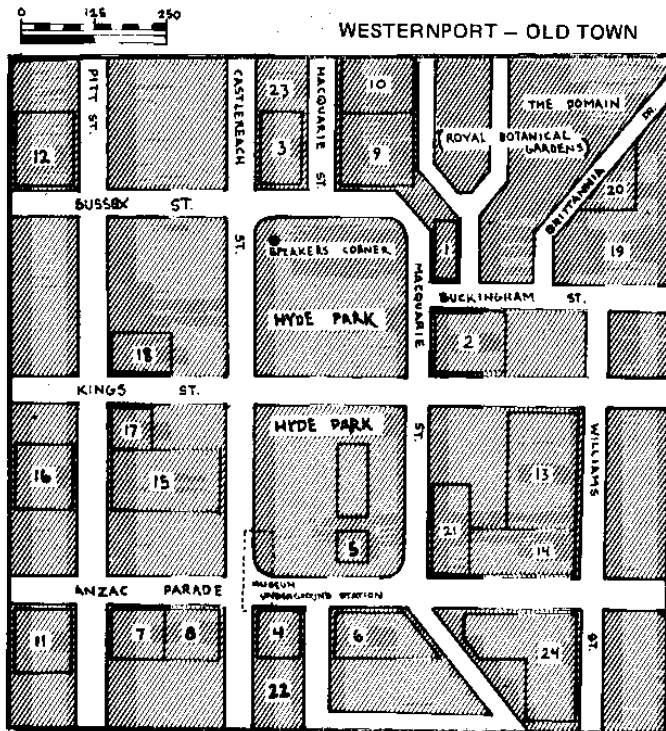 0 125 250
WESTERNPORT – OLD TOWN
PITT ST.
CASTLEREACH ST.
MACQUARIE ST.
23
10
THE DOMAIN
12
3
9
(ROYAL BOTANICAL GARDENS)
BRITTANNIA DR.
20
SUSSEX ST.
SPEAKERS CORNER
1
19
MACQUARIE ST.
BUCKINGHAM ST.
HYDE PARK
18
2
KINGS ST.
17
HYDE PARK
WILLIAMS ST.
16
15
13
21
5
14
ANZAC PARADE
MUSEUM
UNDERGROUND STATION
11
7
8
4
6
24
22